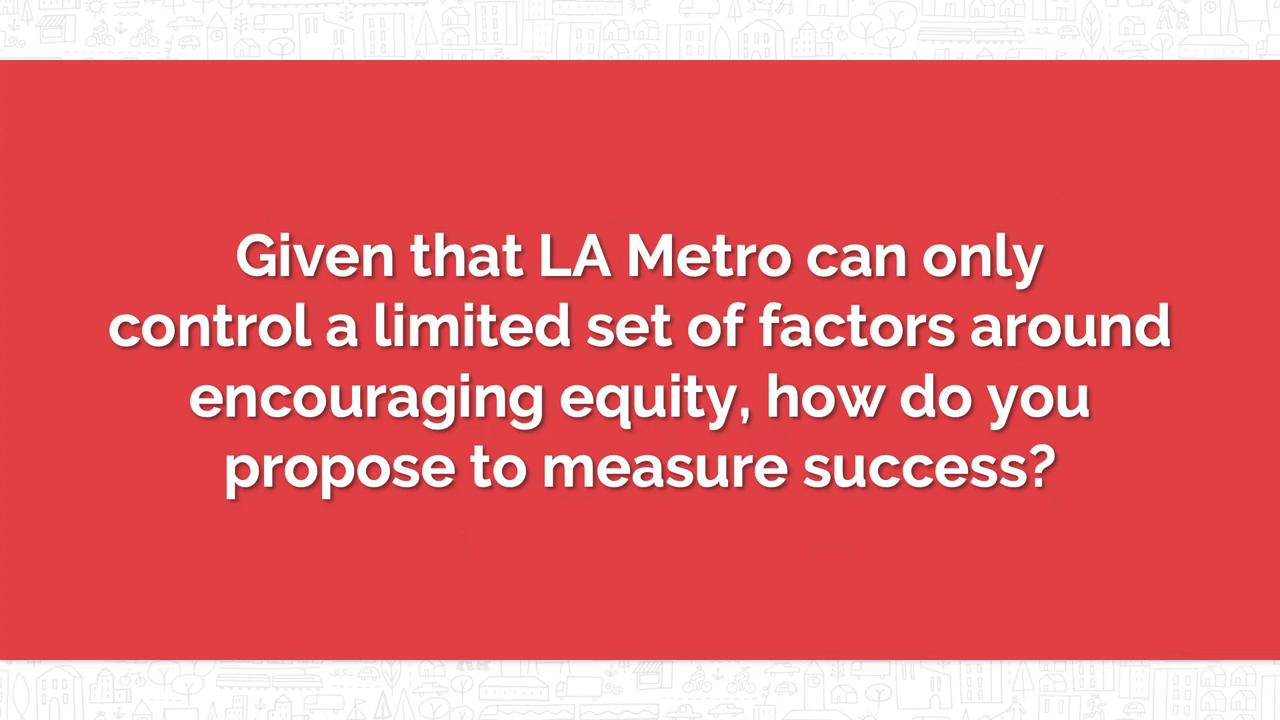 Given that LA Metro can only
control a limited set of factors around
encouraging equity, how do you
propose to measure success?